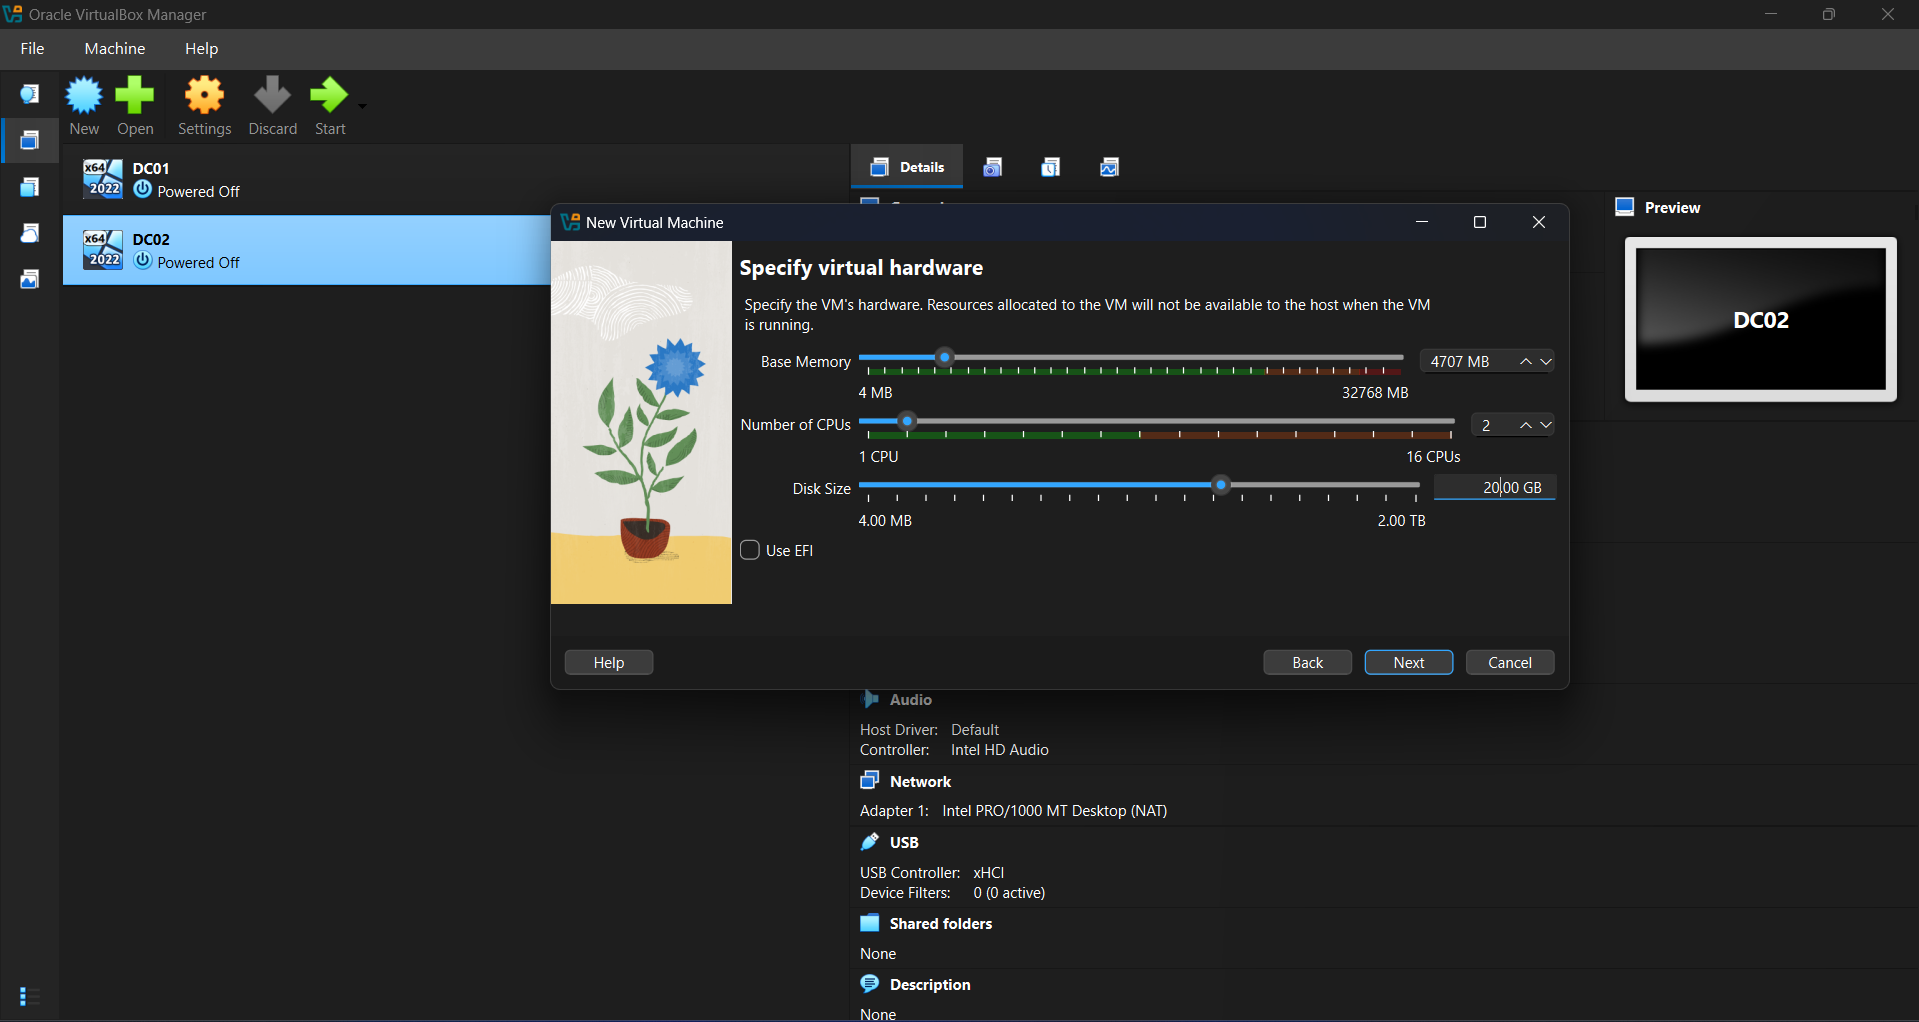 Oracle VirtualBox Manager
File Machine Help
New Open Settings Discard Start
x64 2022 DC01
Powered Off
x64 2022 DC02
Powered Off
Details
Preview
DC02
New Virtual Machine
Specify virtual hardware
Specify the VM's hardware. Resources allocated to the VM will not be available to the host when the VM
is running.
Base Memory 4707 MB
4 MB 32768 MB
Number of CPUs 2
1 CPU 16 CPUs
Disk Size 20,00 GB
4.00 MB 2.00 TB
Use EFI
Help Back Next Cancel
Audio
Host Driver: Default
Controller: Intel HD Audio
Network
Adapter 1: Intel PRO/1000 MT Desktop (NAT)
USB
USB Controller: xHCI
Device Filters: 0 (0 active)
Shared folders
None
Description
None